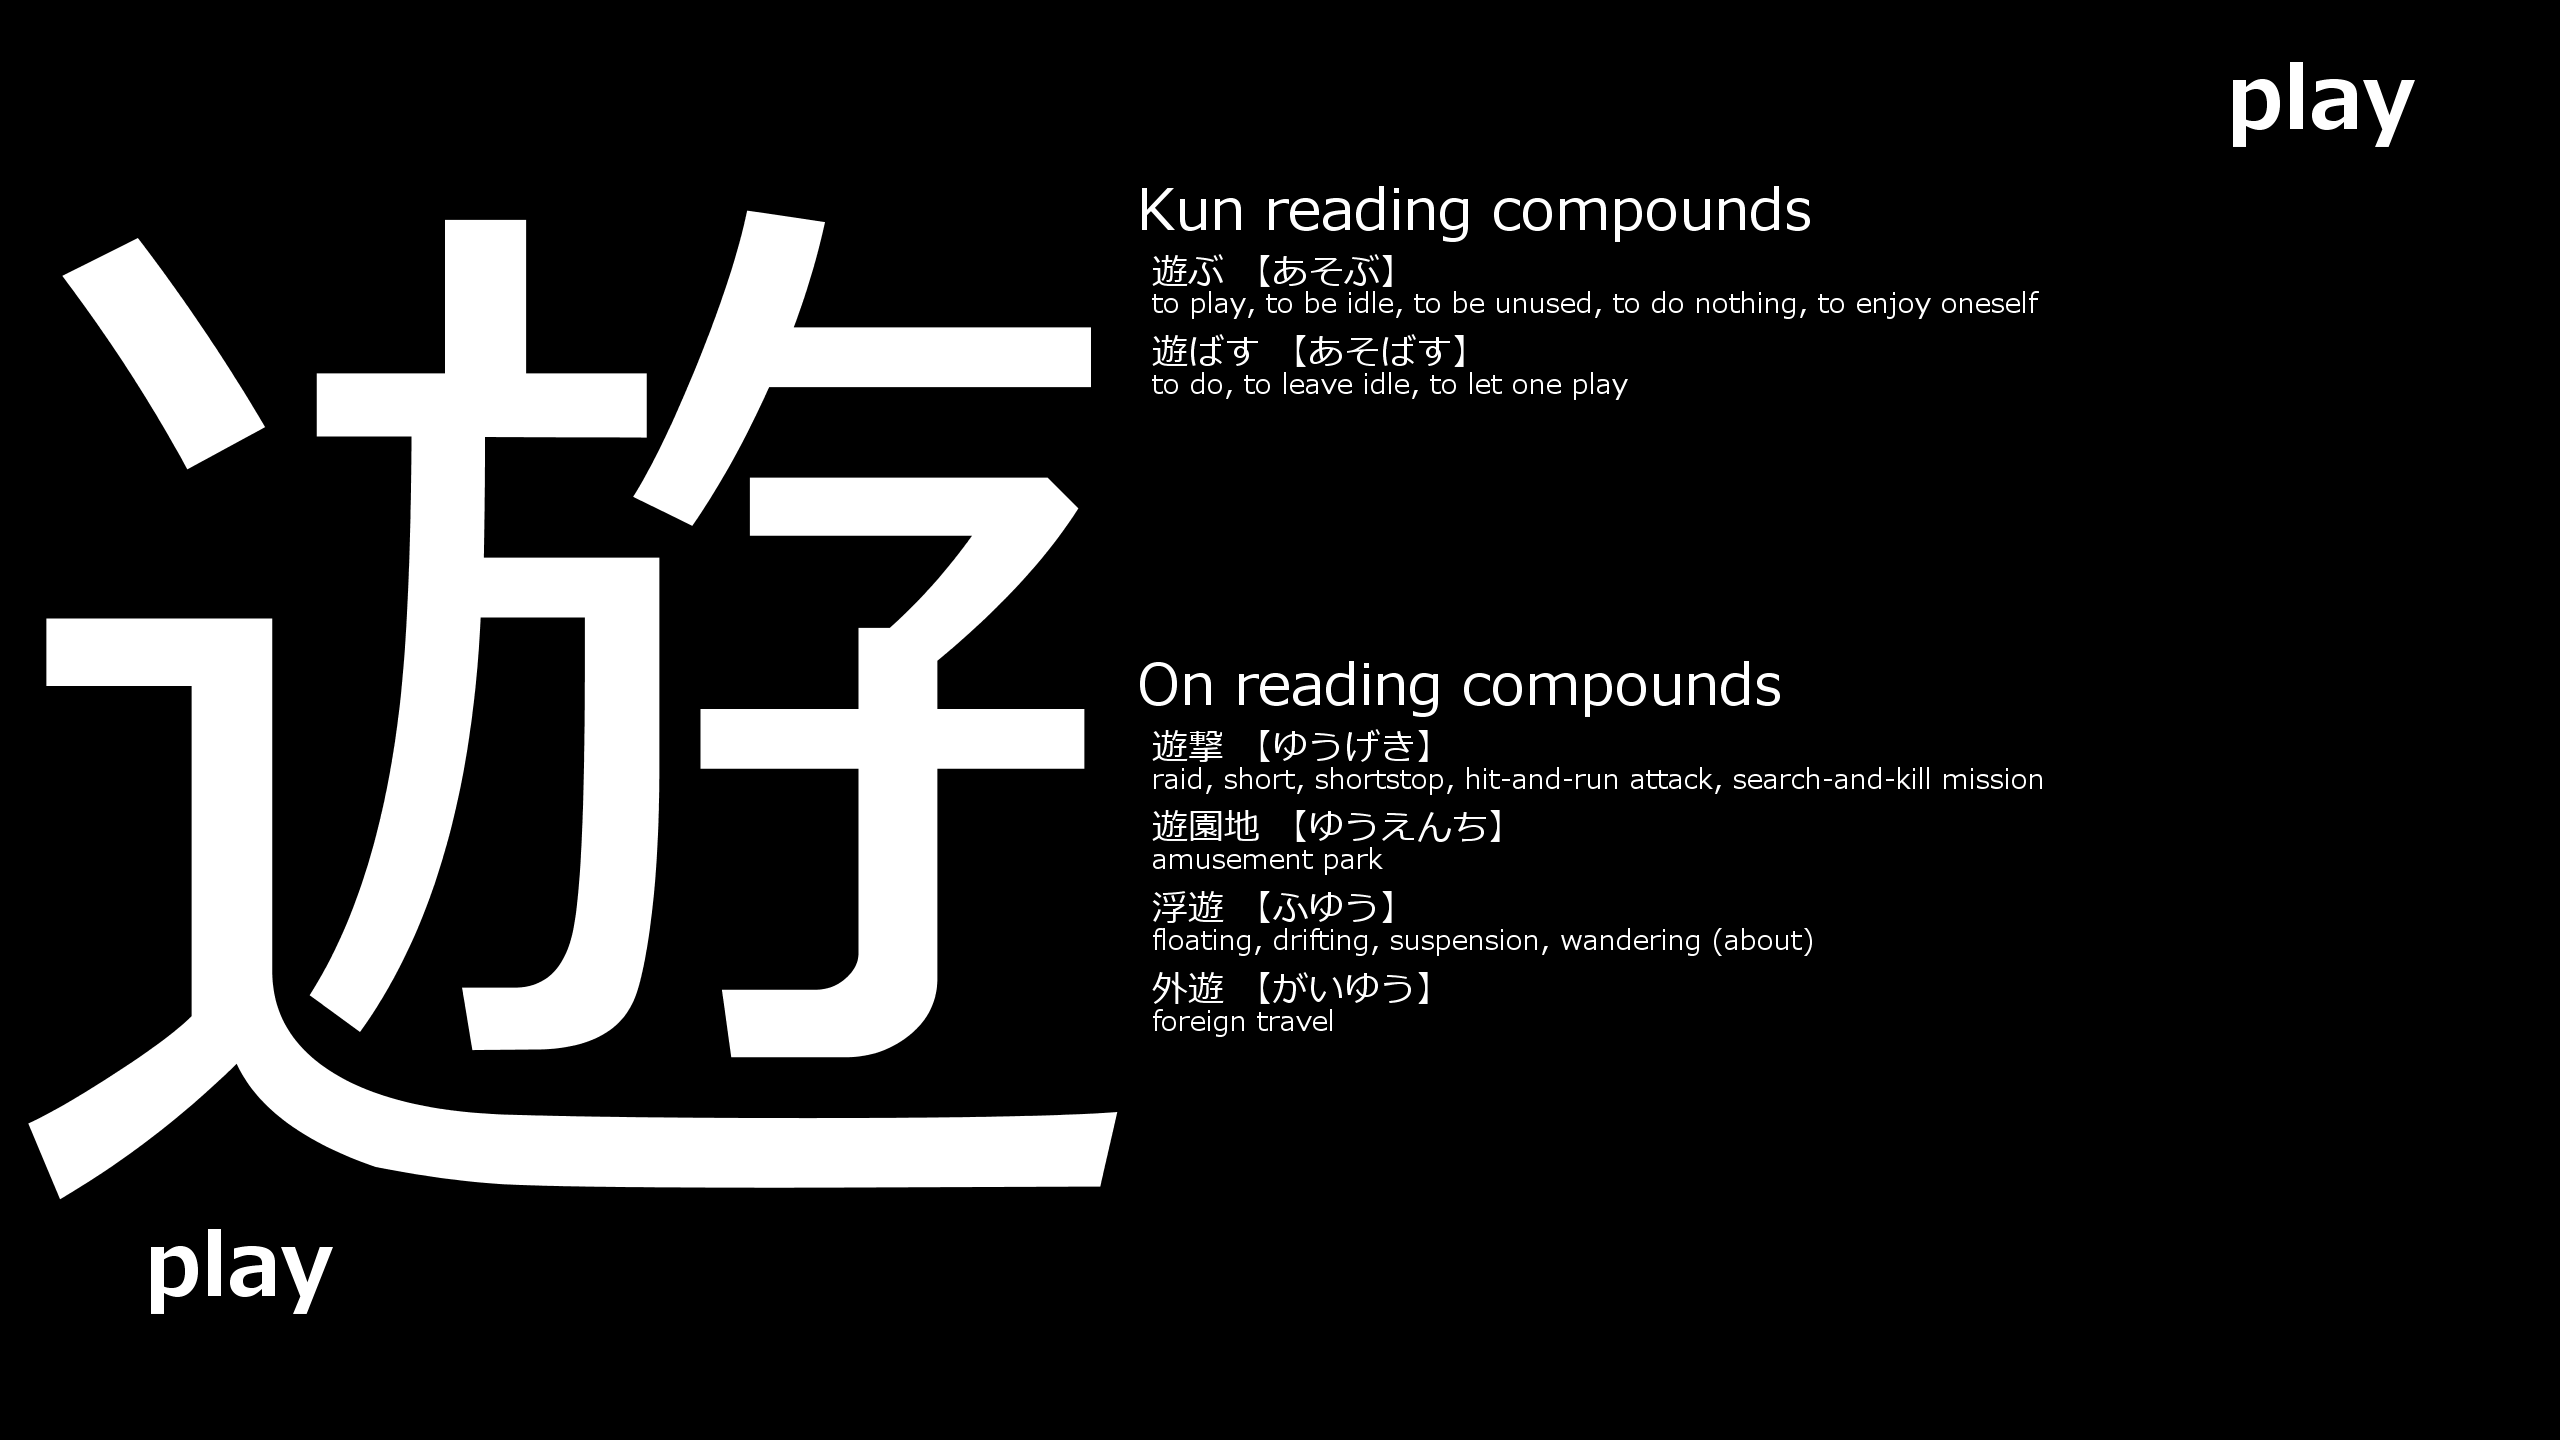 play
遊
Kun reading compounds
遊ぶ 【あそぶ】
to play, to be idle, to be unused, to do nothing, to enjoy oneself
遊ばす 【あそばす】
to do, to leave idle, to let one play
On reading compounds
遊撃 【ゆうげき】
raid, short, shortstop, hit-and-run attack, search-and-kill mission
遊園地 【ゆうえんち】
amusement park
浮遊 【ふゆう】
floating, drifting, suspension, wandering (about)
外遊 【がいゆう】
foreign travel
play